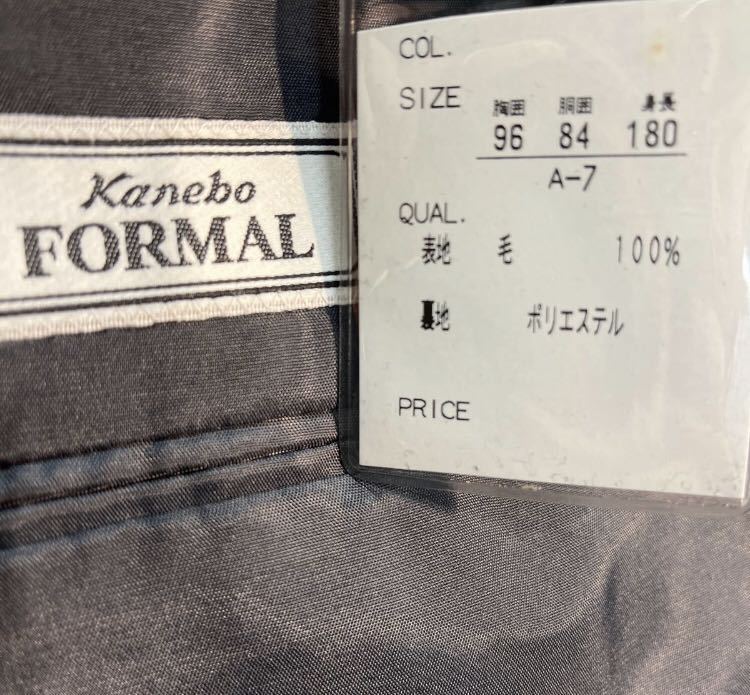 Kanebo
FORMAL
COL.
SIZE 胸囲 胴囲 身長
96 84 180
A-7
QUAL.
表地 毛 100%
裏地 ポリエステル
PRICE